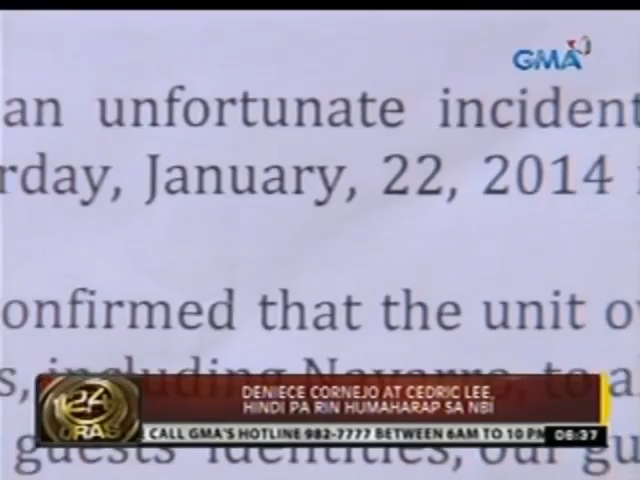 GMA
an unfortunate incident
rday, January, 22, 2014
onfirmed that the unit o
s, including Navarro, to a
24 ORAS
DENIECE CORNEJO AT CEDRIC LEE,
HINDI PA RIN HUMAHARAP SA NBI
CALL GMA'S HOTLINE 982-7777 BETWEEN 6AM TO 10 PM
06:37
guests' identities, our gu